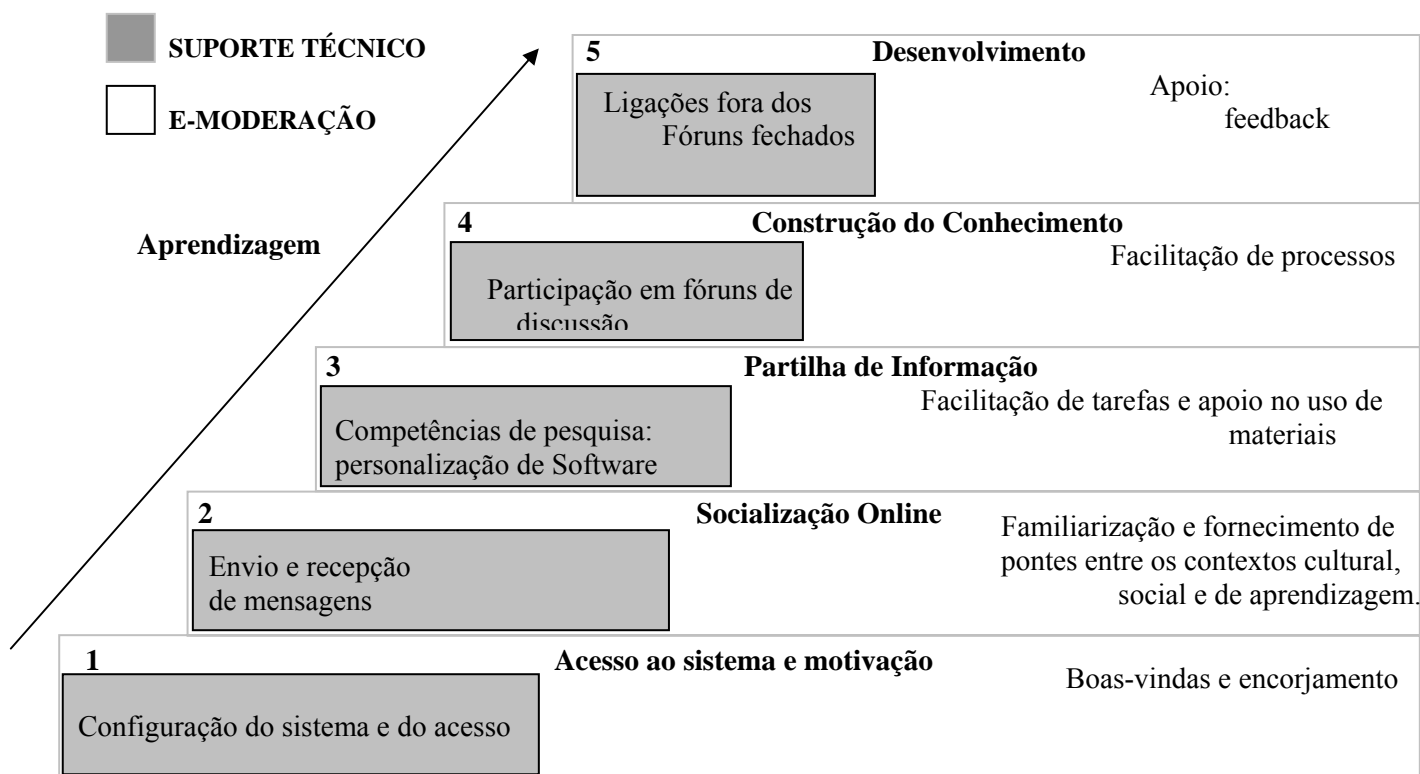 SUPORTE TÉCNICO
E-MODERAÇÃO
Aprendizagem
5
Desenvolvimento
Ligações fora dos
Fóruns fechados
Apoio:
feedback
4
Construção do Conhecimento
Participação em fóruns de
discussão
Facilitação de processos
3
Partilha de Informação
Competências de pesquisa:
personalização de Software
Facilitação de tarefas e apoio no uso de
materiais
2
Socialização Online
Envio e recepção
de mensagens
Familiarização e fornecimento de
pontes entre os contextos cultural,
social e de aprendizagem.
1
Acesso ao sistema e motivação
Configuração do sistema e do acesso
Boas-vindas e encorjamento